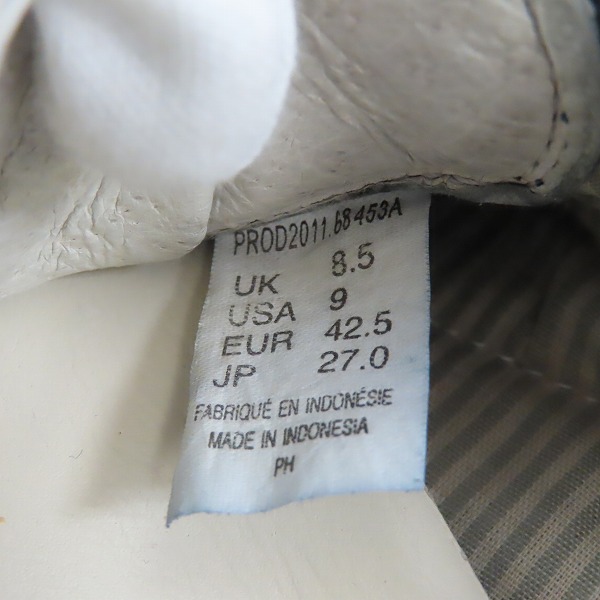 PROD2011.68453A
UK 8.5
USA 9
EUR 42.5
JP 27.0
FABRIQUÉ EN INDONÉSIE
MADE IN INDONESIA
PH